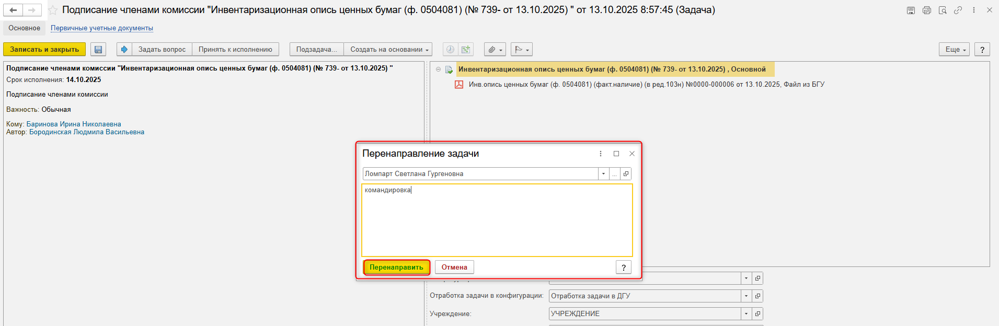 Подписание членами комиссии "Инвентаризационная опись ценных бумаг (ф. 0504081) (№ 739- от 13.10.2025) " от 13.10.2025 8:57:45 (Задача)
Основное Первичные учетные документы
Записать и закрыть Задать вопрос Принять к исполнению Подзадача... Создать на основании Еще ?
Подписание членами комиссии "Инвентаризационная опись ценных бумаг (ф. 0504081) (№ 739- от 13.10.2025) "
Срок исполнения: 14.10.2025
Подписание членами комиссии
Важность: Обычная
Кому: Баринова Ирина Николаевна
Автор: Бородинская Людмила Васильевна
Инвентаризационная опись ценных бумаг (ф. 0504081) (№ 739- от 13.10.2025) , Основной
Инв.опись ценных бумаг (ф. 0504081) (факт.наличие) (в ред.103н) №0000-000006 от 13.10.2025, Файл из БГУ
Перенаправление задачи
Ломпарт Светлана Гургеновна
...
командировка
Перенаправить Отмена ?
Отработка задачи в конфигурации: Отработка задачи в ДГУ
Учреждение: УЧРЕЖДЕНИЕ